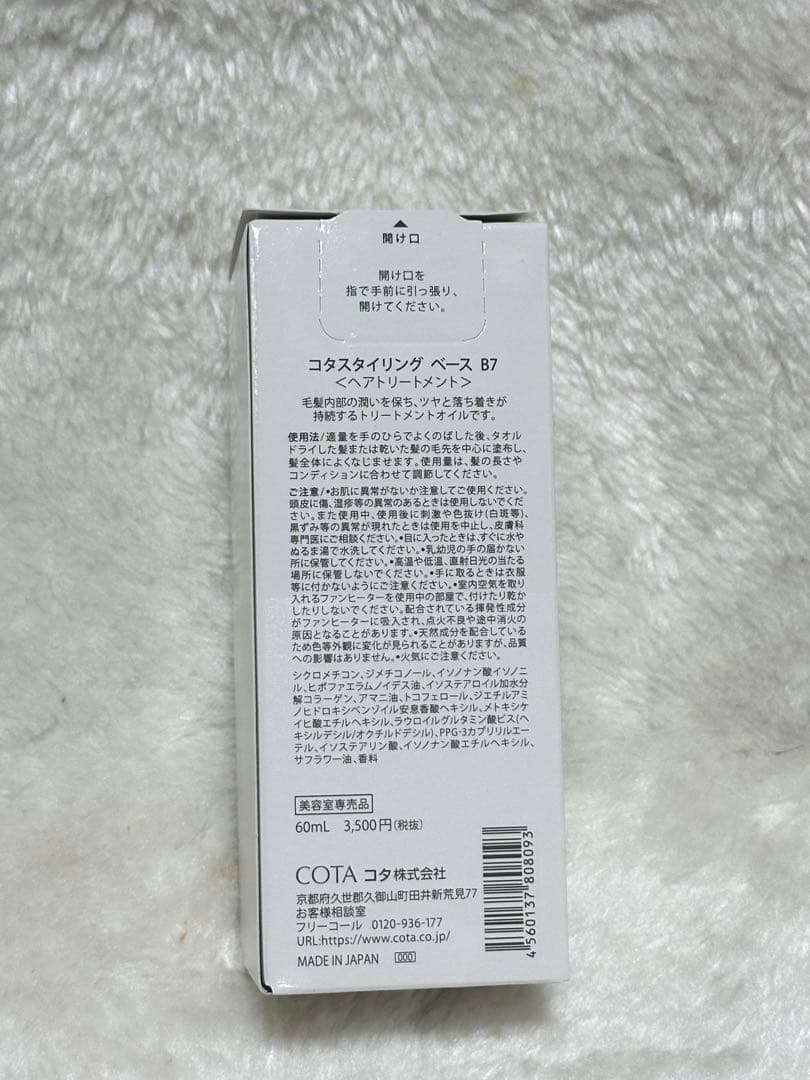 ▲
開け口
開け口を
指で手前に引っ張り、
開けてください。
コタスタイリング ベース B7
＜ヘアトリートメント＞
毛髪内部の潤いを保ち、ツヤと落ち着きが
持続するトリートメントオイルです。
使用法/適量を手のひらでよくのばした後、タオル
ドライした髪または乾いた髪の毛先を中心に塗布し、
髪全体によくなじませます。使用量は、髪の長さや
コンディションに合わせて調節してください。
ご注意/•お肌に異常がないか注意してご使用ください。
頭皮に傷、湿疹等の異常のあるときは使用しないでくだ
さい。また使用中、使用後に刺激や色抜け(白斑等)、
黒ずみ等の異常が現れたときは使用を中止し、皮膚科
専門医にご相談ください。•目に入ったときは、すぐに水や
ぬるま湯で水洗してください。•乳幼児の手の届かない
所に保管してください。•高温や低温、直射日光の当たる
場所に保管しないでください。•手に取るときは衣服
等に付かないようにご注意ください。•室内空気を取り
入れるファンヒーターを使用中の部屋で、付けたり乾か
したりしないでください。配合されている揮発性成分
がファンヒーターに吸入され、点火不良や途中消火の
原因となることがあります。•天然成分を配合している
ため色等外観に変化が見られることがありますが、品質
への影響はありません。•火気にご注意ください。
シクロメチコン、ジメチコノール、イソノナン酸イソノニ
ル、ヒポファエラムノイデス油、イソステアロイル加水分
解コラーゲン、アマニ油、トコフェロール、ジエチルアミ
ノヒドロキシベンゾイル安息香酸ヘキシル、メトキシケ
イヒ酸エチルヘキシル、ラウロイルグルタミン酸ビス(ヘ
キシルデシル/オクチルドデシル)、PPG-3カプリリルエー
テル、イソステアリン酸、イソノナン酸エチルヘキシル、
サフラワー油、香料
美容室専売品
60mL 3,500円(税抜)
COTA コタ株式会社
京都府久世郡久御山町田井新荒見77
お客様相談室
フリーコール 0120-936-177
URL:https://www.cota.co.jp/
MADE IN JAPAN 000
4 560137 808093